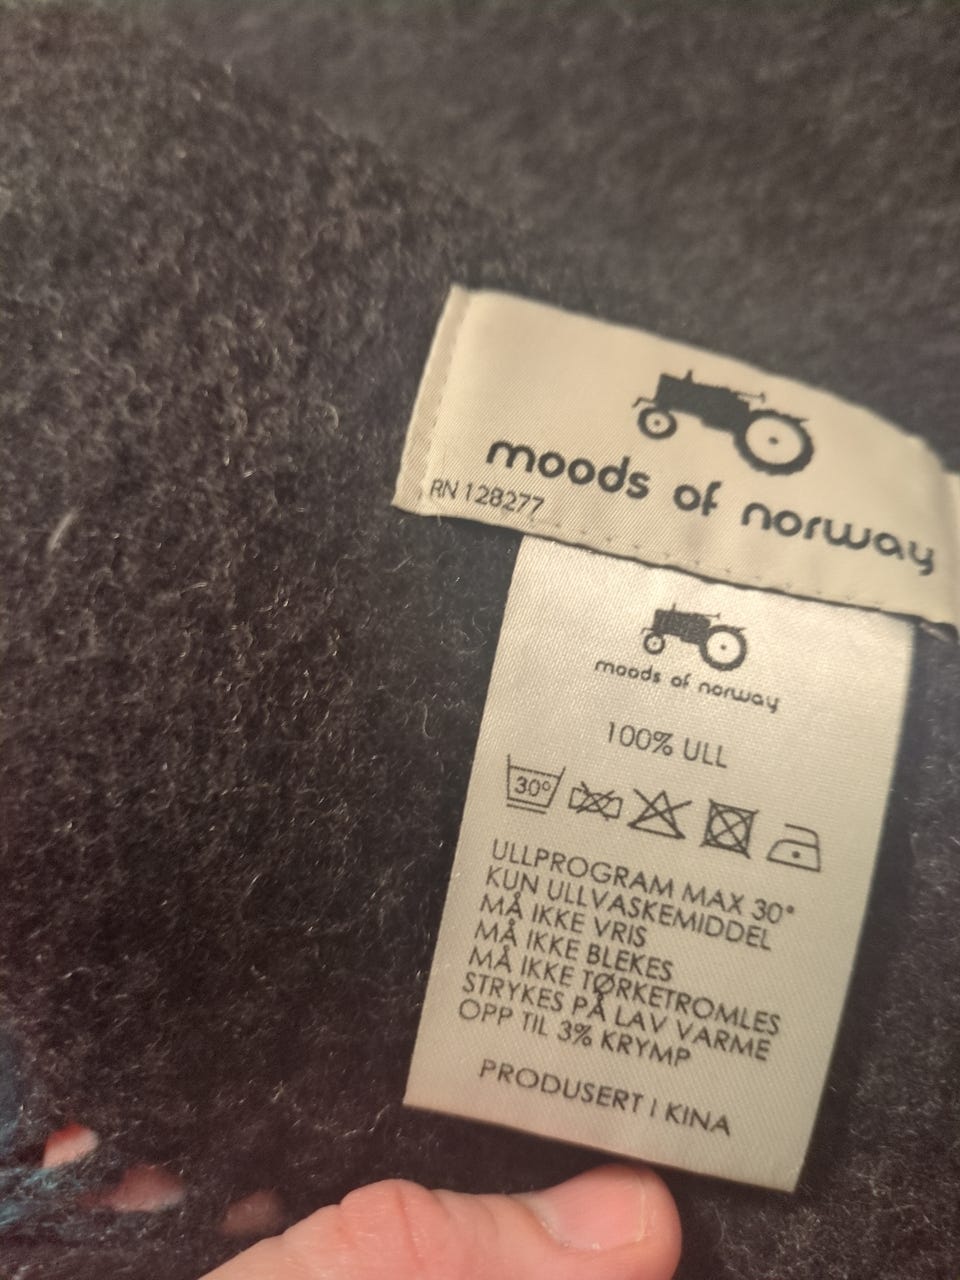 moods of norway
RN 128277
moods of norway
100% ULL
30°
ULLPROGRAM MAX 30°
KUN ULLVASKEMIDDEL
MÅ IKKE VRIS
MÅ IKKE BLEKES
MÅ IKKE TØRKETROMLES
STRYKES PÅ LAV VARME
OPP TIL 3% KRYMP
PRODUSERT I KINA